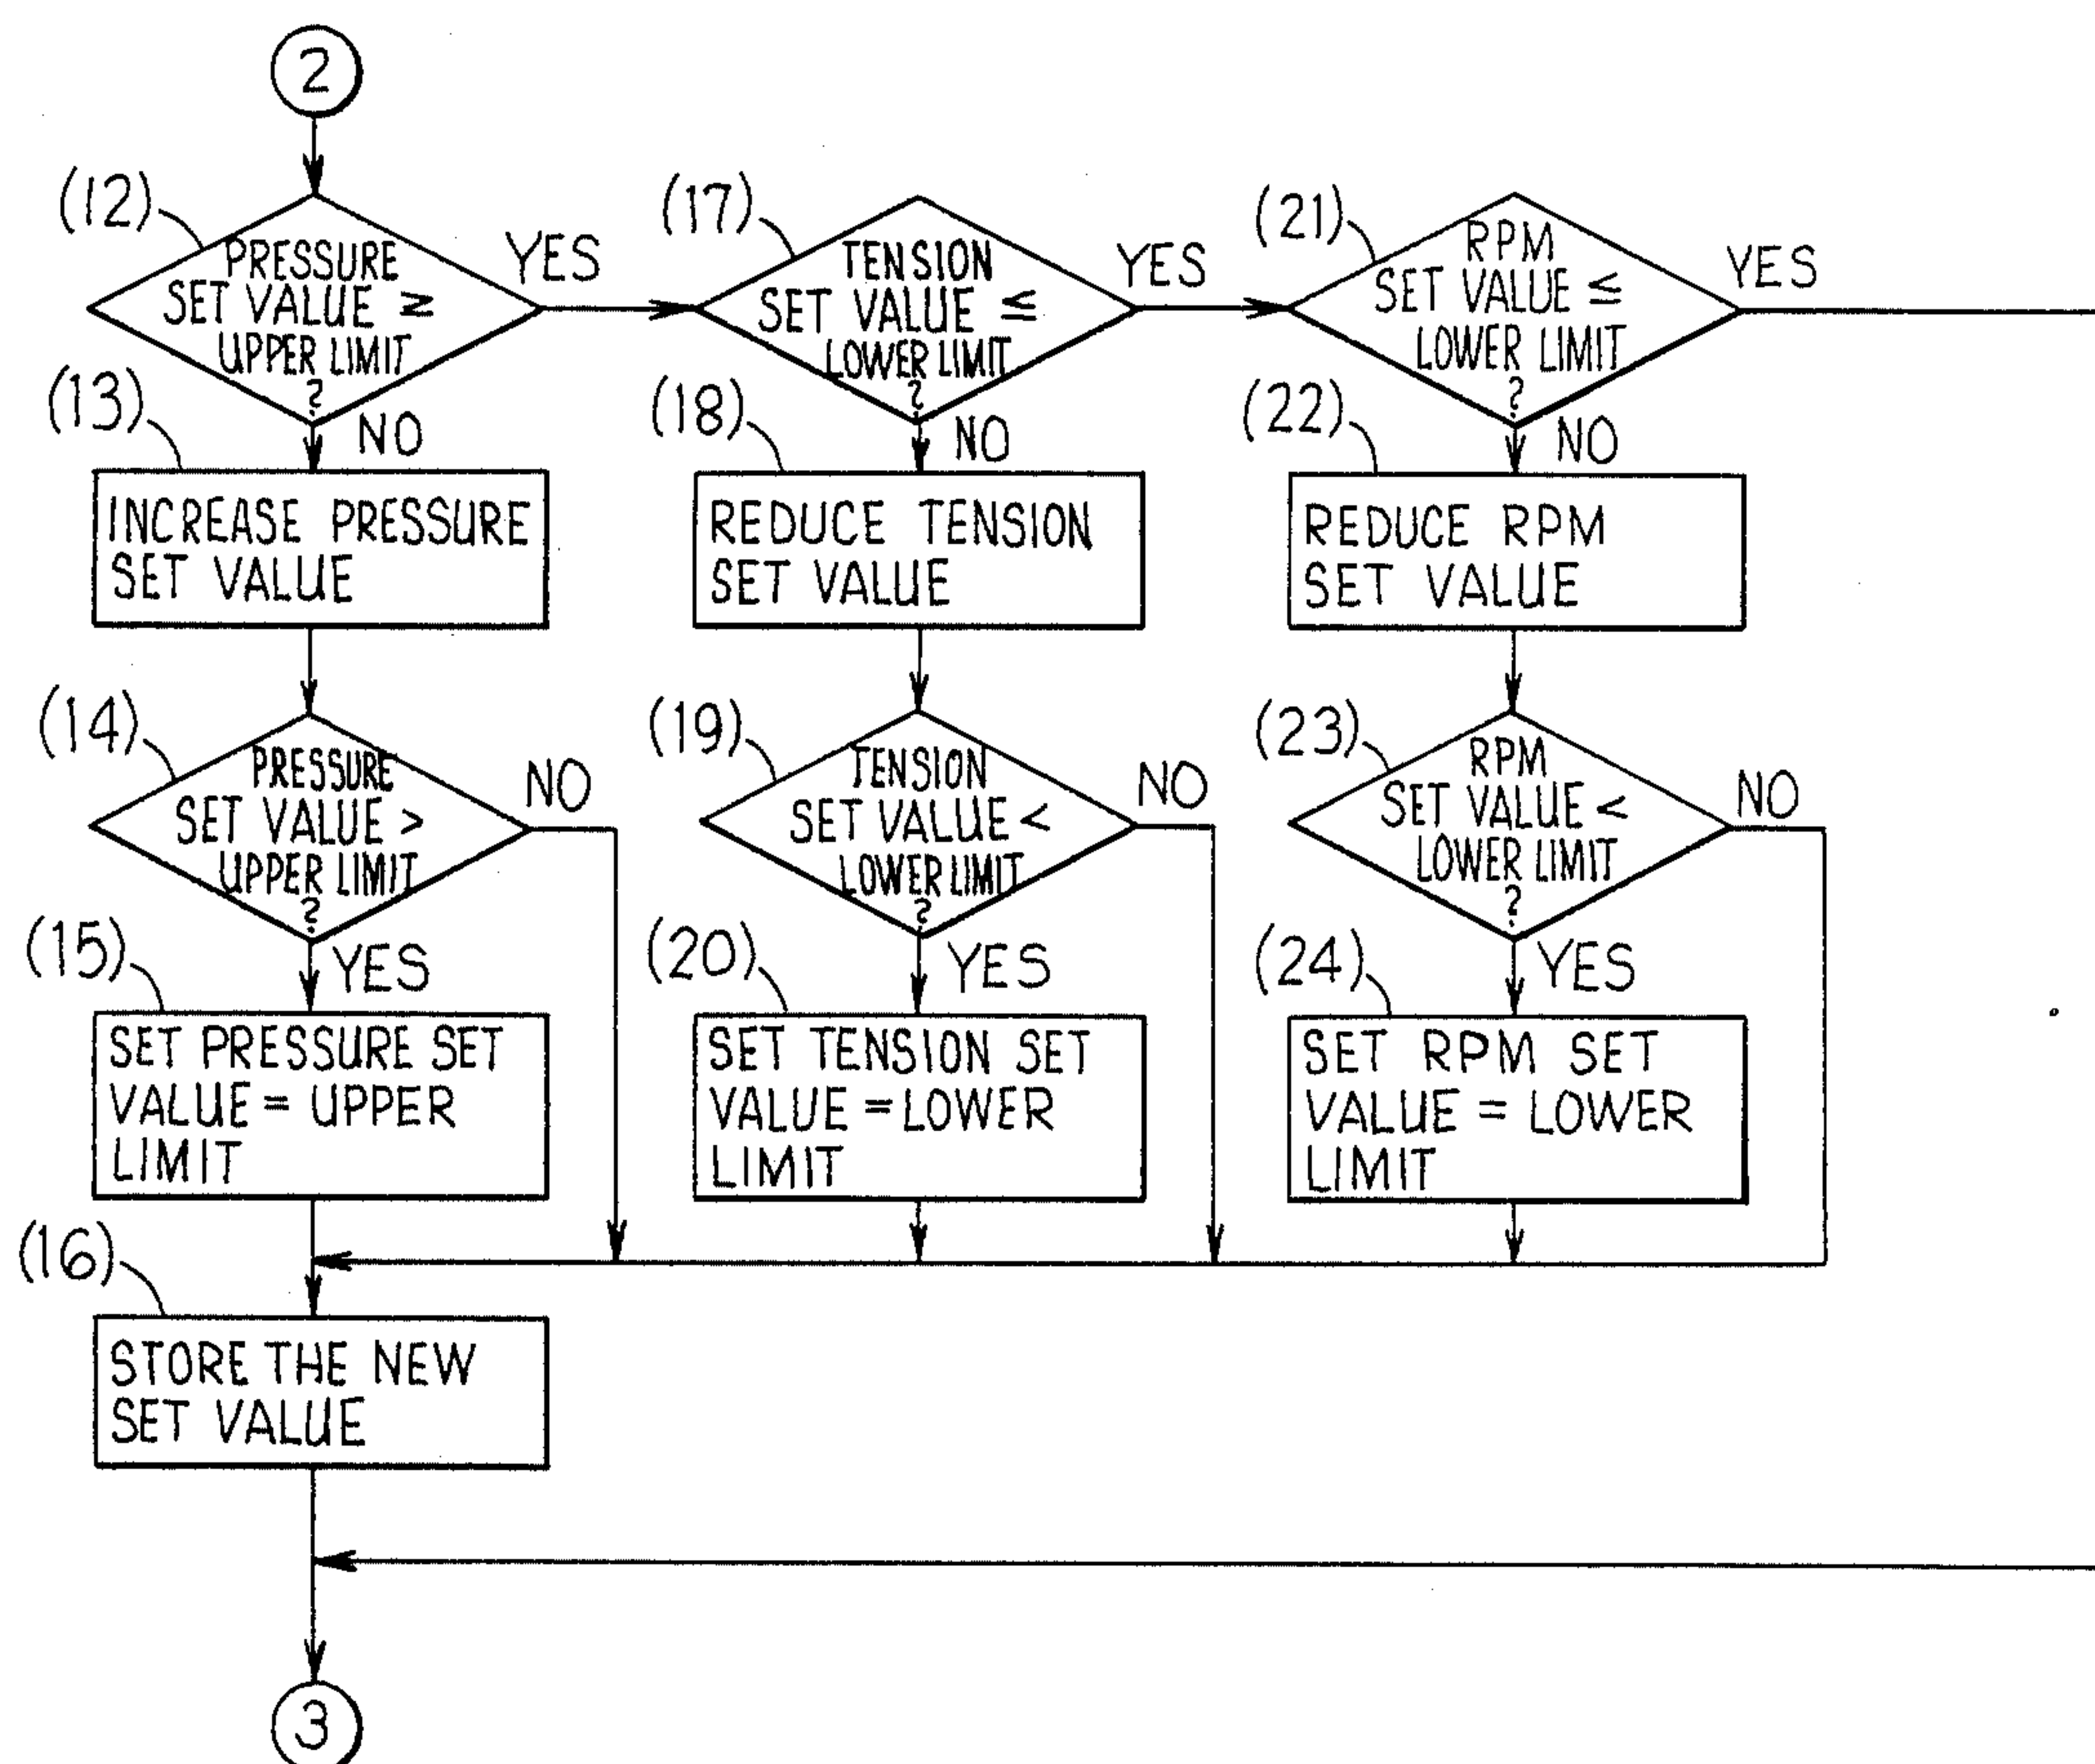 2
(12)
PRESSURE
SET VALUE ≥
UPPER LIMIT
?
YES
NO
(17)
TENSION
SET VALUE ≦
LOWER LIMIT
?
YES
NO
(21)
RPM
SET VALUE ≦
LOWER LIMIT
?
YES
NO
(13)
INCREASE PRESSURE
SET VALUE
(18)
REDUCE TENSION
SET VALUE
(22)
REDUCE RPM
SET VALUE
(14)
PRESSURE
SET VALUE >
UPPER LIMIT
?
NO
YES
(19)
TENSION
SET VALUE <
LOWER LIMIT
?
NO
YES
(23)
RPM
SET VALUE <
LOWER LIMIT
?
NO
YES
(15)
SET PRESSURE SET
VALUE = UPPER
LIMIT
(20)
SET TENSION SET
VALUE = LOWER
LIMIT
(24)
SET RPM SET
VALUE = LOWER
LIMIT
(16)
STORE THE NEW
SET VALUE
3